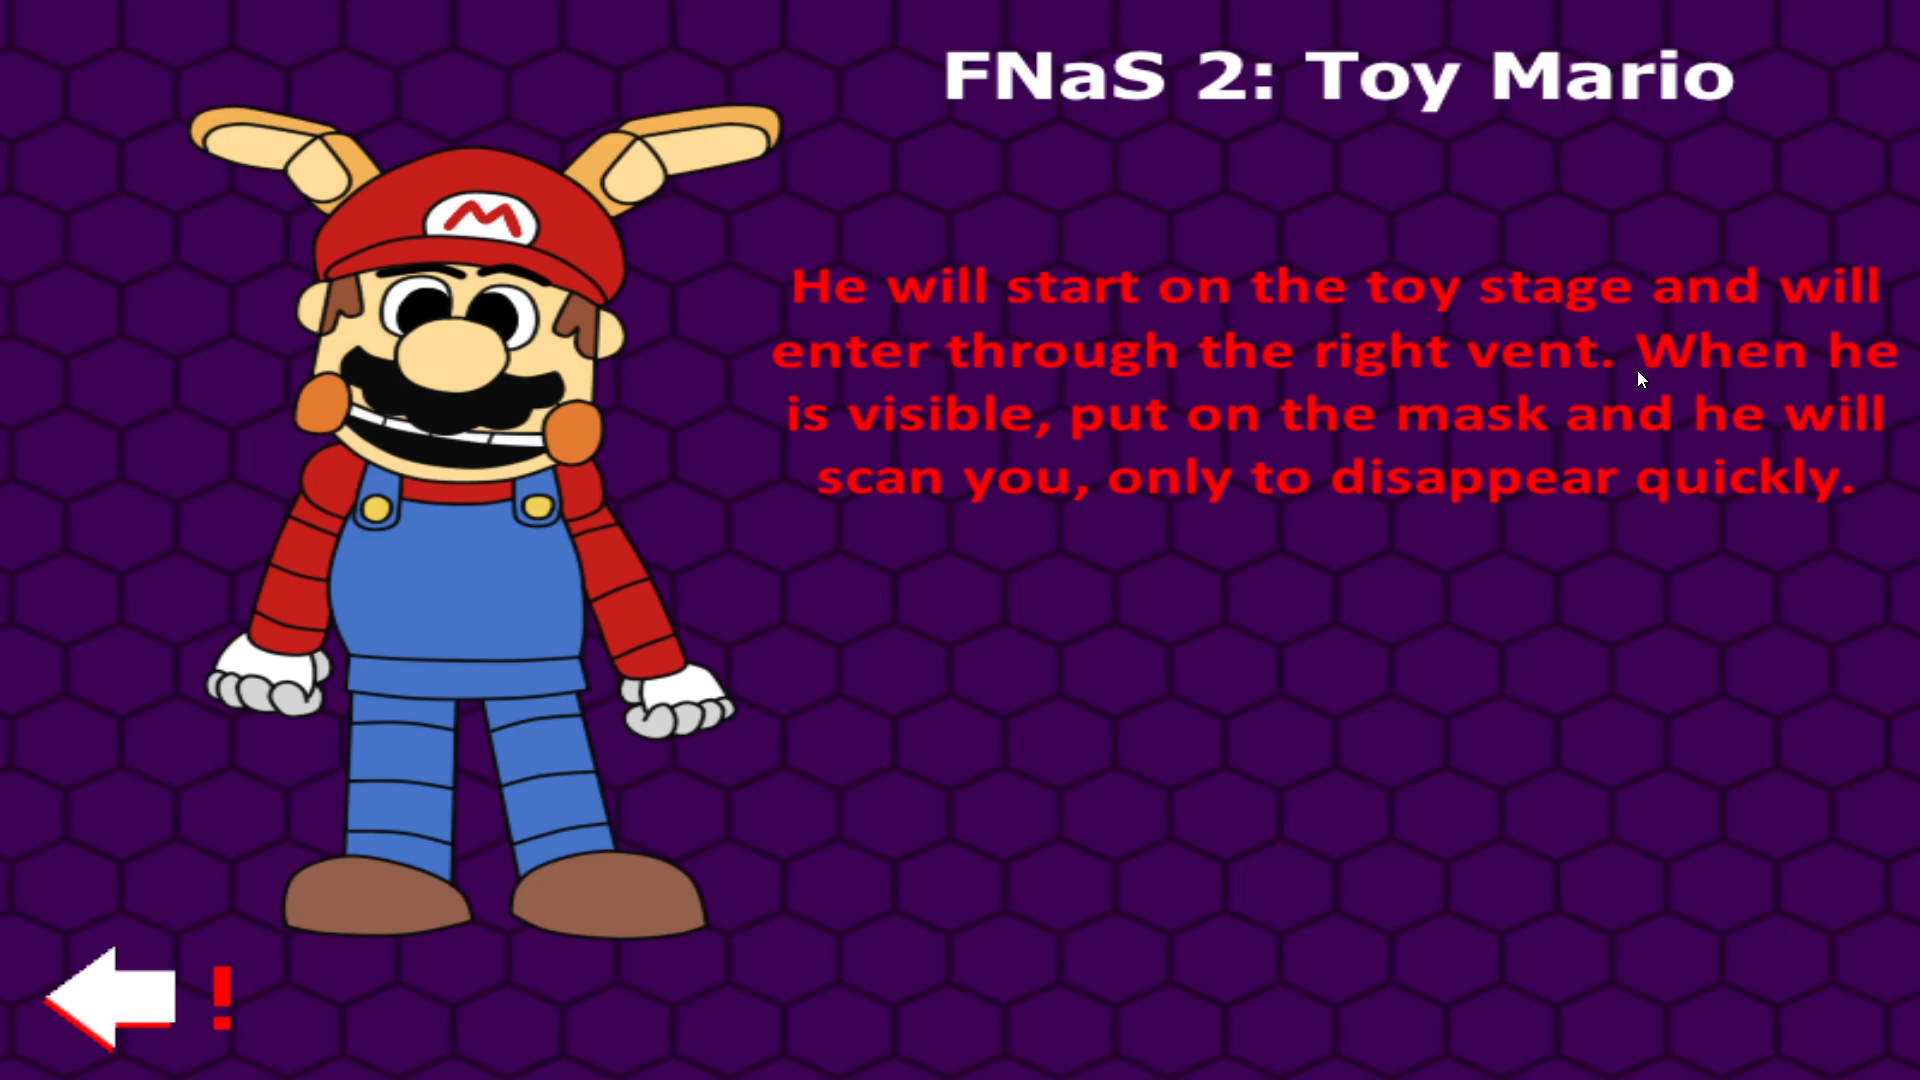 FNaS 2: Toy Mario
M
He will start on the toy stage and will
enter through the right vent. When he
is visible, put on the mask and he will
scan you, only to disappear quickly.
!